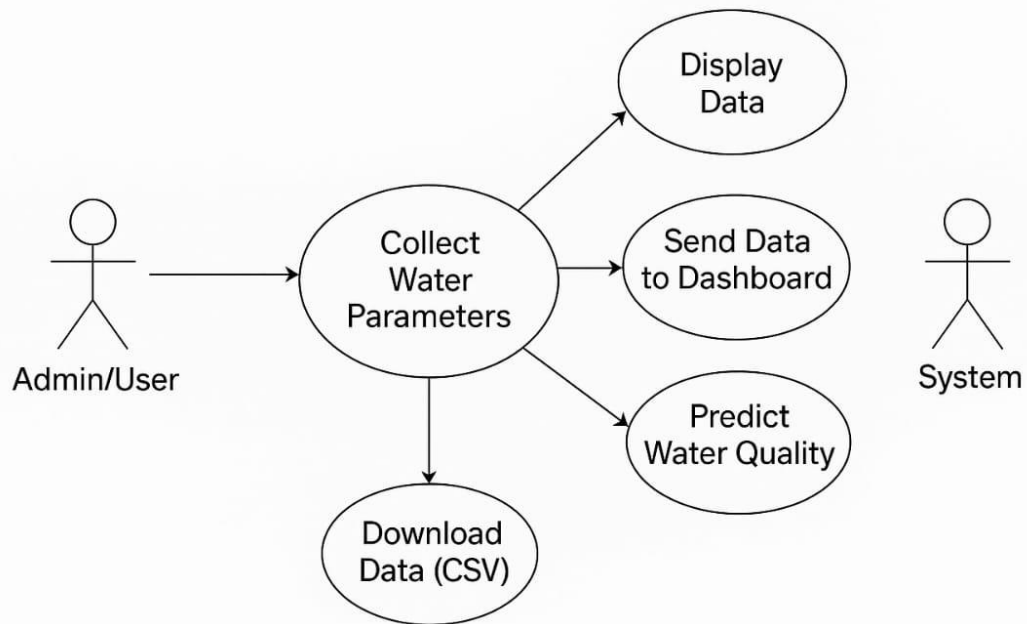 Display
Data
Collect
Water
Parameters
Send Data
to Dashboard
Admin/User
System
Predict
Water Quality
Download
Data (CSV)